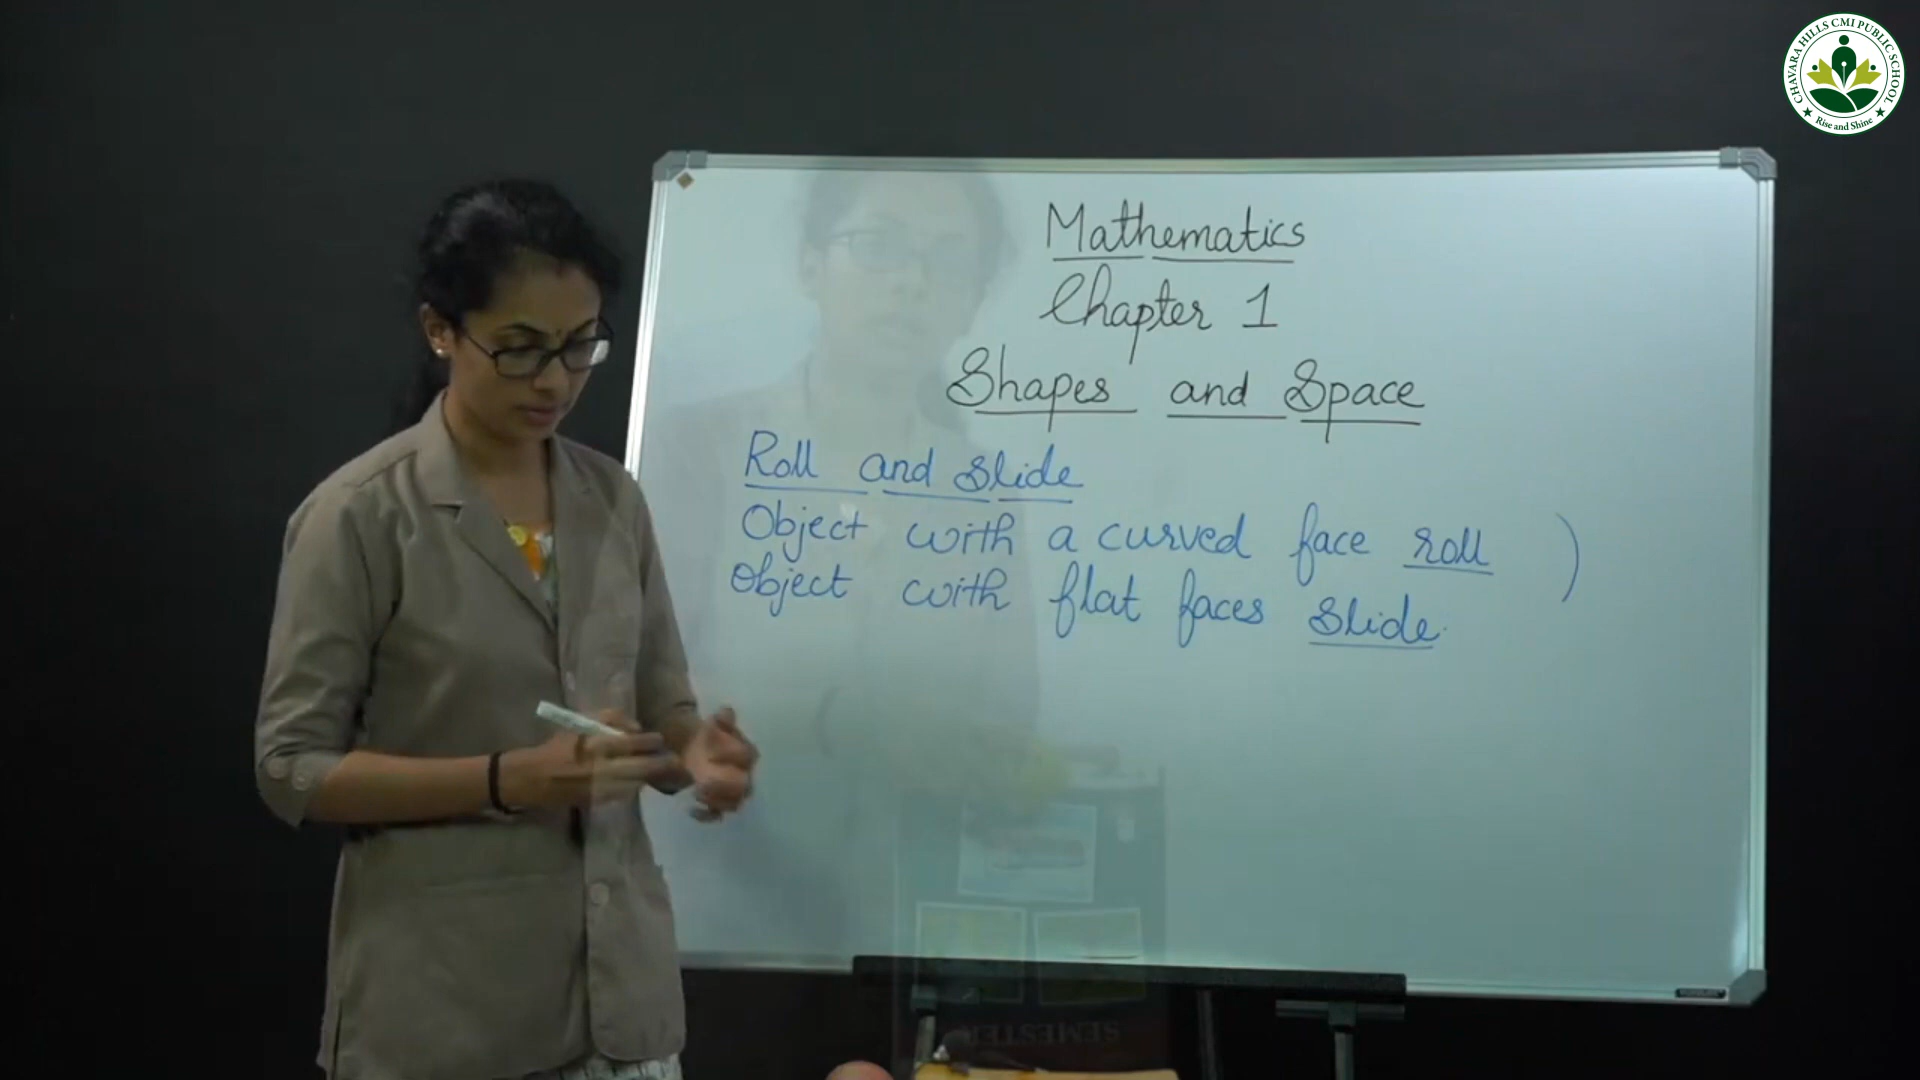 CHAVARA HILLS CMI PUBLIC SCHOOL
Rise and Shine
Mathematics
Chapter 1
Shapes and Space
Roll and Slide
Object with a curved face roll )
Object with flat faces slide.
SEMESTER